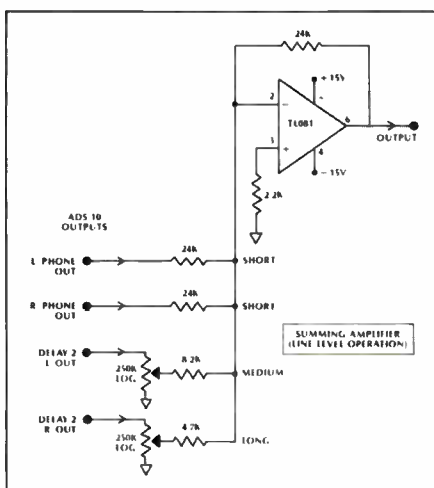 24K
+ 15V
2
7
TL081
6
3
4
OUTPUT
- 15V
2.2K
ADS 10
OUTPUTS
L PHONE
OUT
24K
SHORT
R PHONE
OUT
24K
SHORT
SUMMING AMPLIFIER
(LINE LEVEL OPERATION)
DELAY 2
L OUT
250K
LOG
8.2K
MEDIUM
DELAY 2
R OUT
250K
LOG
4.7K
LONG